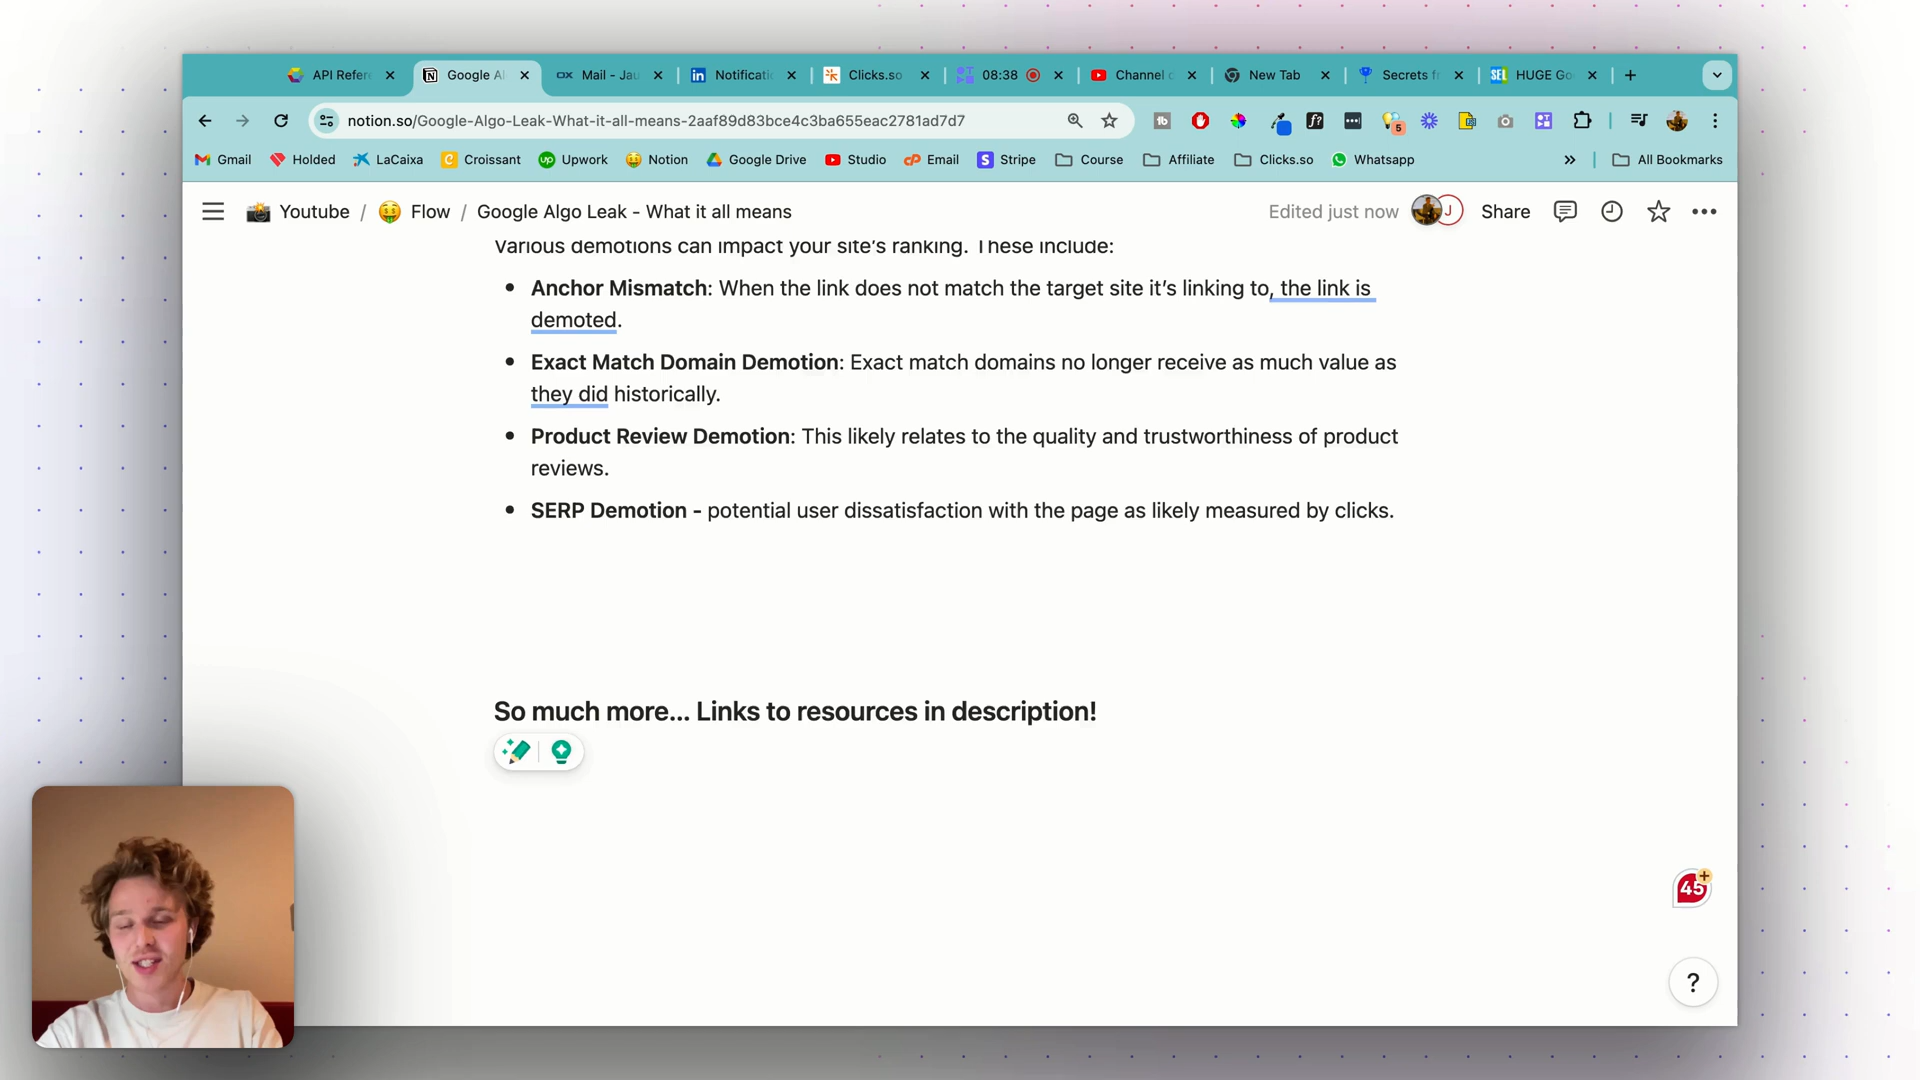 API Refer
Google Al
Mail - Jau
Notificati
Clicks.so
08:38
Channel
New Tab
Secrets f
HUGE Go
notion.so/Google-Algo-Leak-What-it-all-means-2aaf89d83bce4c3ba655eac2781ad7d7
Gmail
Holded
LaCaixa
Croissant
Upwork
Notion
Google Drive
Studio
Email
Stripe
Course
Affiliate
Clicks.so
Whatsapp
All Bookmarks
Youtube / Flow / Google Algo Leak - What it all means
Edited just now
J
Share
Various demotions can impact your site's ranking. These include:
• Anchor Mismatch: When the link does not match the target site it's linking to, the link is
demoted.
• Exact Match Domain Demotion: Exact match domains no longer receive as much value as
they did historically.
• Product Review Demotion: This likely relates to the quality and trustworthiness of product
reviews.
• SERP Demotion - potential user dissatisfaction with the page as likely measured by clicks.
So much more... Links to resources in description!
45
?